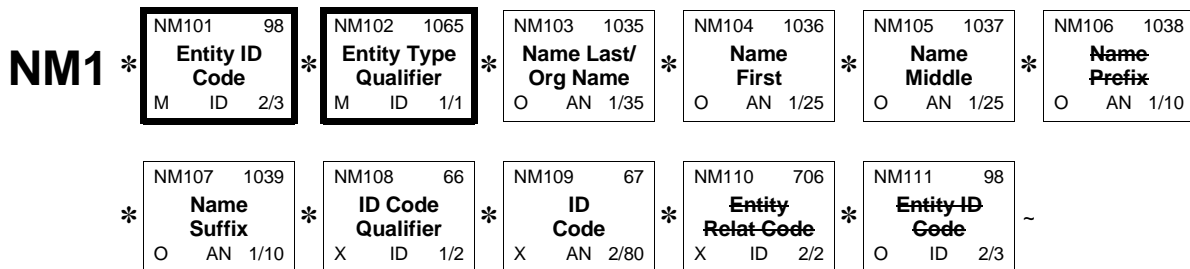 NM101 98 NM102 1065 NM103 1035 NM104 1036 NM105 1037 NM106 1038
NM1 * Entity ID * Entity Type * Name Last/ * Name * Name * Name
Code Qualifier Org Name First Middle Prefix
M ID 2/3 M ID 1/1 O AN 1/35 O AN 1/25 O AN 1/25 O AN 1/10
NM107 1039 NM108 66 NM109 67 NM110 706 NM111 98
* Name * ID Code * ID * Entity * Entity ID ~
Suffix Qualifier Code Relat Code Code
O AN 1/10 X ID 1/2 X AN 2/80 X ID 2/2 O ID 2/3